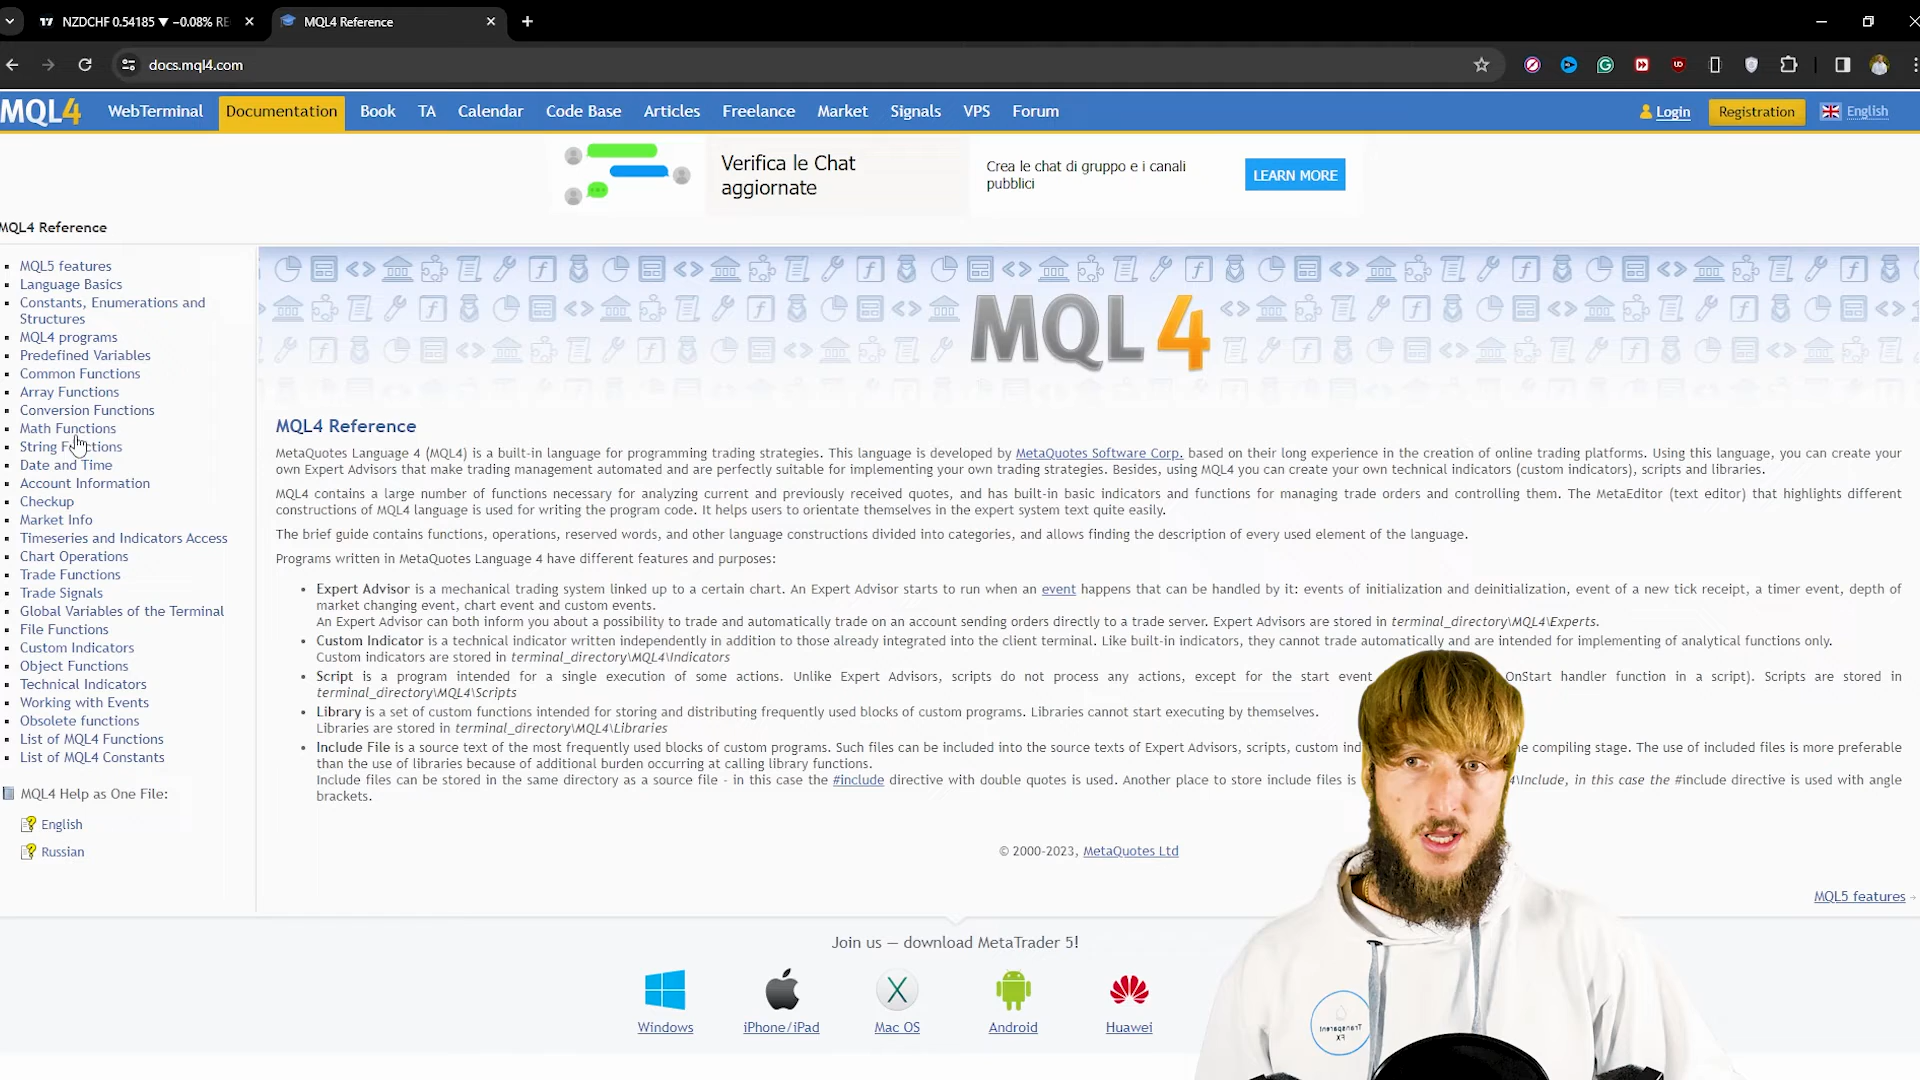 NZDCHF 0.54185 ▼ −0.08% RE
MQL4 Reference
docs.mql4.com
MQL4
WebTerminal
Documentation
Book
TA
Calendar
Code Base
Articles
Freelance
Market
Signals
VPS
Forum
Login
Registration
English
Verifica le Chat
aggiornate
Crea le chat di gruppo e i canali
pubblici
LEARN MORE
MQL4 Reference
MQL5 features
Language Basics
Constants, Enumerations and
Structures
MQL4 programs
Predefined Variables
Common Functions
Array Functions
Conversion Functions
Math Functions
String Functions
Date and Time
Account Information
Checkup
Market Info
Timeseries and Indicators Access
Chart Operations
Trade Functions
Trade Signals
Global Variables of the Terminal
File Functions
Custom Indicators
Object Functions
Technical Indicators
Working with Events
Obsolete functions
List of MQL4 Functions
List of MQL4 Constants
MQL4 Help as One File:
English
Russian
MQL4
MQL4 Reference
MetaQuotes Language 4 (MQL4) is a built-in language for programming trading strategies. This language is developed by MetaQuotes Software Corp. based on their long experience in the creation of online trading platforms. Using this language, you can create your
own Expert Advisors that make trading management automated and are perfectly suitable for implementing your own trading strategies. Besides, using MQL4 you can create your own technical indicators (custom indicators), scripts and libraries.
MQL4 contains a large number of functions necessary for analyzing current and previously received quotes, and has built-in basic indicators and functions for managing trade orders and controlling them. The MetaEditor (text editor) that highlights different
constructions of MQL4 language is used for writing the program code. It helps users to orientate themselves in the expert system text quite easily.
The brief guide contains functions, operations, reserved words, and other language constructions divided into categories, and allows finding the description of every used element of the language.
Programs written in MetaQuotes Language 4 have different features and purposes:
Expert Advisor is a mechanical trading system linked up to a certain chart. An Expert Advisor starts to run when an event happens that can be handled by it: events of initialization and deinitialization, event of a new tick receipt, a timer event, depth of
market changing event, chart event and custom events.
An Expert Advisor can both inform you about a possibility to trade and automatically trade on an account sending orders directly to a trade server. Expert Advisors are stored in terminal_directory\MQL4\Experts.
Custom Indicator is a technical indicator written independently in addition to those already integrated into the client terminal. Like built-in indicators, they cannot trade automatically and are intended for implementing of analytical functions only.
Custom indicators are stored in terminal_directory\MQL4\Indicators
Script is a program intended for a single execution of some actions. Unlike Expert Advisors, scripts do not process any actions, except for the start event OnStart handler function in a script). Scripts are stored in
terminal_directory\MQL4\Scripts
Library is a set of custom functions intended for storing and distributing frequently used blocks of custom programs. Libraries cannot start executing by themselves.
Libraries are stored in terminal_directory\MQL4\Libraries
Include File is a source text of the most frequently used blocks of custom programs. Such files can be included into the source texts of Expert Advisors, scripts, custom ind e compiling stage. The use of included files is more preferable
than the use of libraries because of additional burden occurring at calling library functions.
Include files can be stored in the same directory as a source file - in this case the #include directive with double quotes is used. Another place to store include files is 4\Include, in this case the #include directive is used with angle
brackets.
© 2000-2023, MetaQuotes Ltd
MQL5 features
Join us — download MetaTrader 5!
Windows
iPhone/iPad
Mac OS
Android
Huawei
Transparent
FX